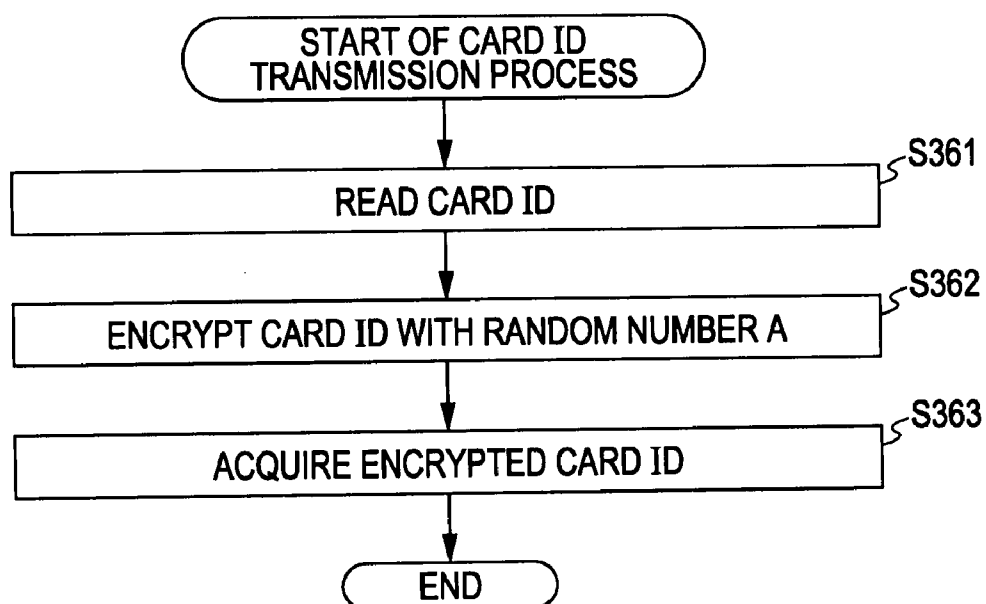 START OF CARD ID
TRANSMISSION PROCESS
S361
READ CARD ID
S362
ENCRYPT CARD ID WITH RANDOM NUMBER A
S363
ACQUIRE ENCRYPTED CARD ID
END